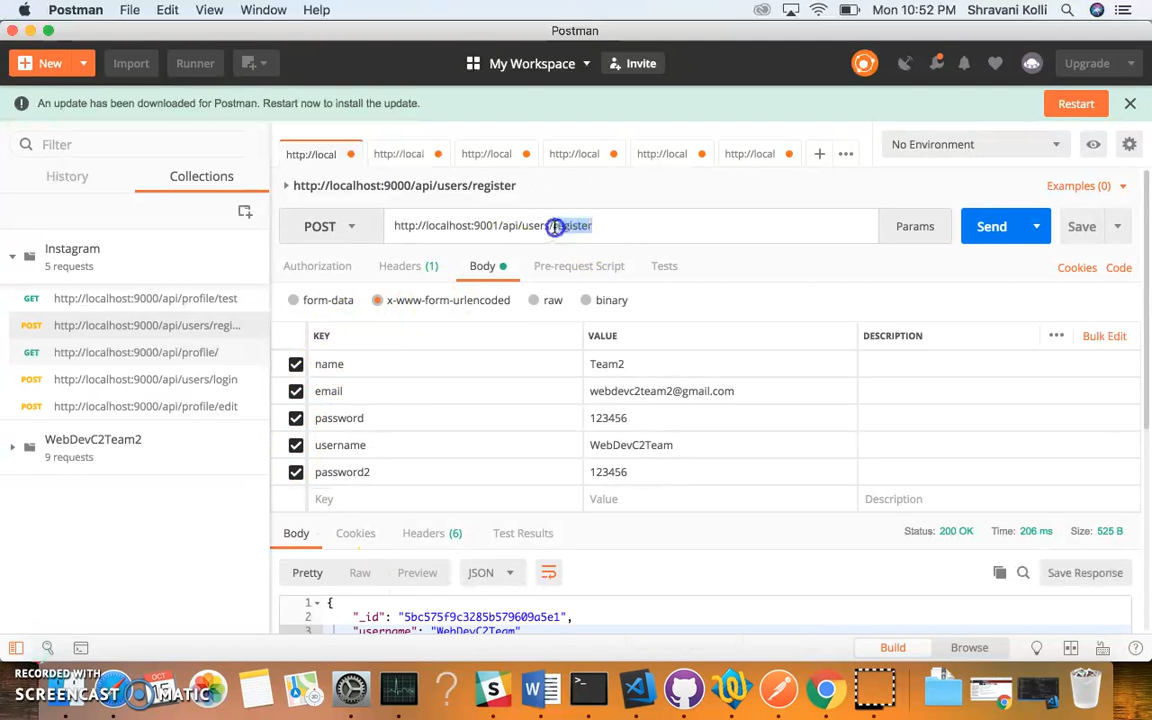 Postman File Edit View Window Help Mon 10:52 PM Shravani Kolli
Postman
New Import Runner My Workspace Invite Upgrade
An update has been downloaded for Postman. Restart now to install the update. Restart
Filter
History Collections
Instagram
5 requests
GET http://localhost:9000/api/profile/test
POST http://localhost:9000/api/users/regi...
GET http://localhost:9000/api/profile/
POST http://localhost:9000/api/users/login
POST http://localhost:9000/api/profile/edit
WebDevC2Team2
9 requests
http://local http://local http://local http://local http://local http://local No Environment
http://localhost:9000/api/users/register Examples (0)
POST http://localhost:9001/api/users/register Params Send Save
Authorization Headers (1) Body Pre-request Script Tests Cookies Code
form-data x-www-form-urlencoded raw binary
KEY VALUE DESCRIPTION Bulk Edit
name Team2
email webdevc2team2@gmail.com
password 123456
username WebDevC2Team
password2 123456
Key Value Description
Body Cookies Headers (6) Test Results Status: 200 OK Time: 206 ms Size: 525 B
Pretty Raw Preview JSON Save Response
1 {
2 "_id": "5bc575f9c3285b579609a5e1",
3 "username": "WebDevC2Team"
Build Browse
RECORDED WITH
SCREENCAST MATIC
OCT